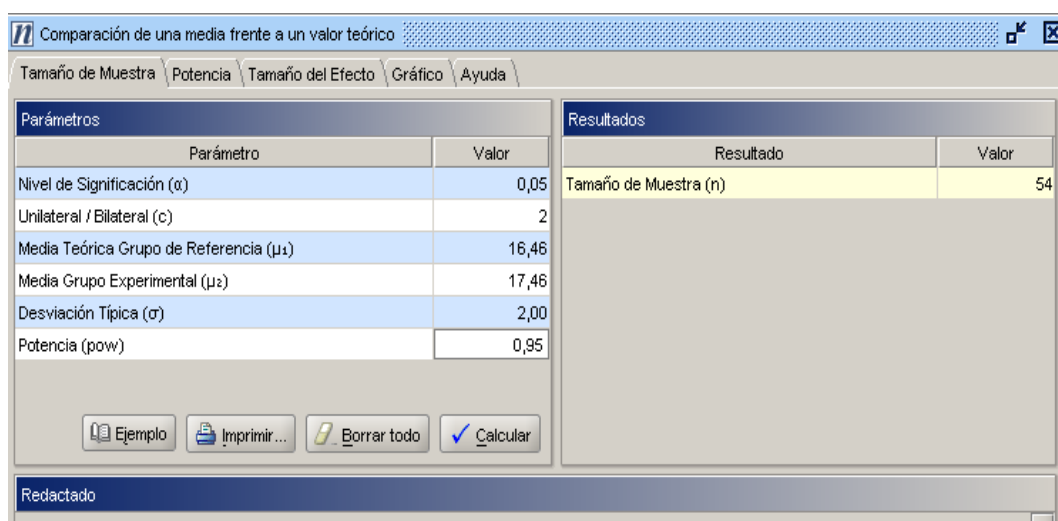 n Comparación de una media frente a un valor teórico
Tamaño de Muestra Potencia Tamaño del Efecto Gráfico Ayuda
Parámetros
Parámetro Valor
Nivel de Significación (α) 0,05
Unilateral / Bilateral (c) 2
Media Teórica Grupo de Referencia (µ₁) 16,46
Media Grupo Experimental (µ₂) 17,46
Desviación Típica (σ) 2,00
Potencia (pow) 0,95
Ejemplo Imprimir... Borrar todo Calcular
Resultados
Resultado Valor
Tamaño de Muestra (n) 54
Redactado